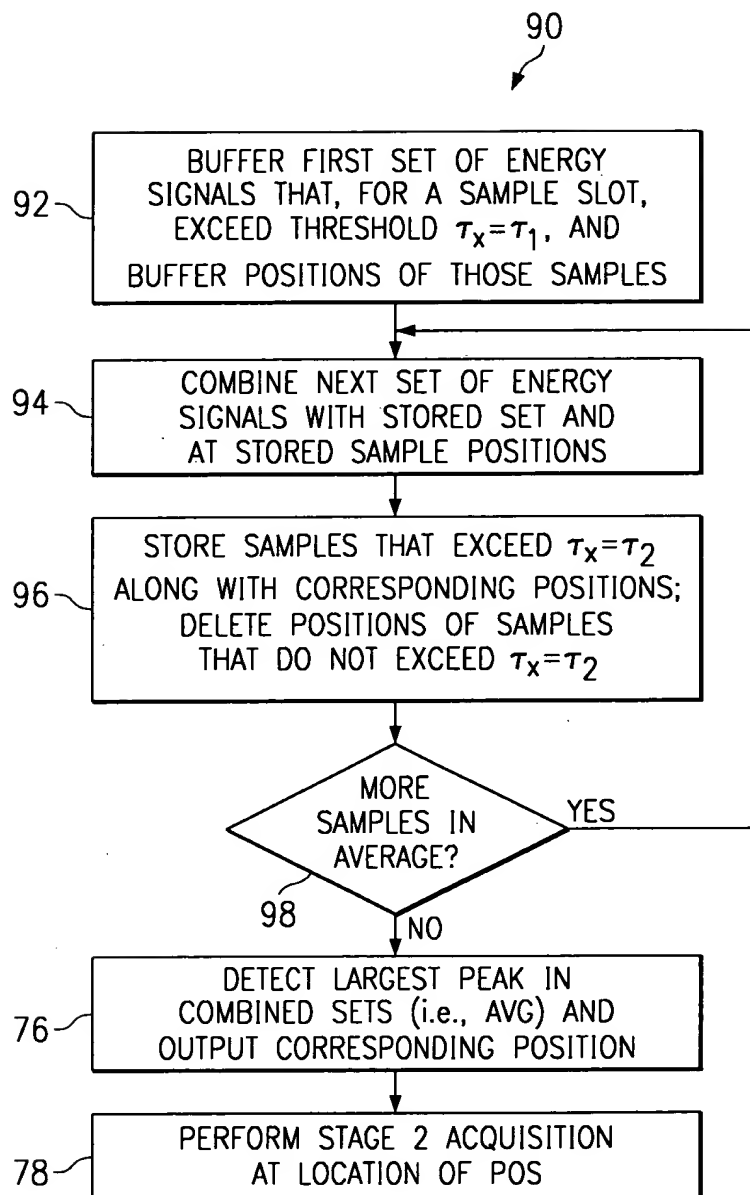 90
BUFFER FIRST SET OF ENERGY
SIGNALS THAT, FOR A SAMPLE SLOT,
EXCEED THRESHOLD τx=τ1, AND
BUFFER POSITIONS OF THOSE SAMPLES
92
COMBINE NEXT SET OF ENERGY
SIGNALS WITH STORED SET AND
AT STORED SAMPLE POSITIONS
94
STORE SAMPLES THAT EXCEED τx=τ2
ALONG WITH CORRESPONDING POSITIONS;
DELETE POSITIONS OF SAMPLES
THAT DO NOT EXCEED τx=τ2
96
MORE
SAMPLES IN
AVERAGE?
YES
98
NO
DETECT LARGEST PEAK IN
COMBINED SETS (i.e., AVG) AND
OUTPUT CORRESPONDING POSITION
76
PERFORM STAGE 2 ACQUISITION
AT LOCATION OF POS
78